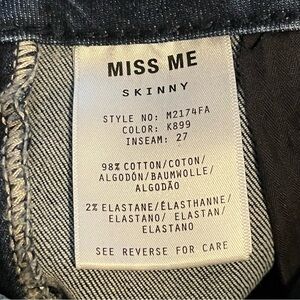 MISS ME
SKINNY
STYLE NO: M2174FA
COLOR: K899
INSEAM: 27
98% COTTON/COTON/
ALGODÓN/BAUMWOLLE/
ALGODÃO
2% ELASTANE/ÉLASTHANNE/
ELASTANO/ ELASTAN/
ELASTANO
SEE REVERSE FOR CARE